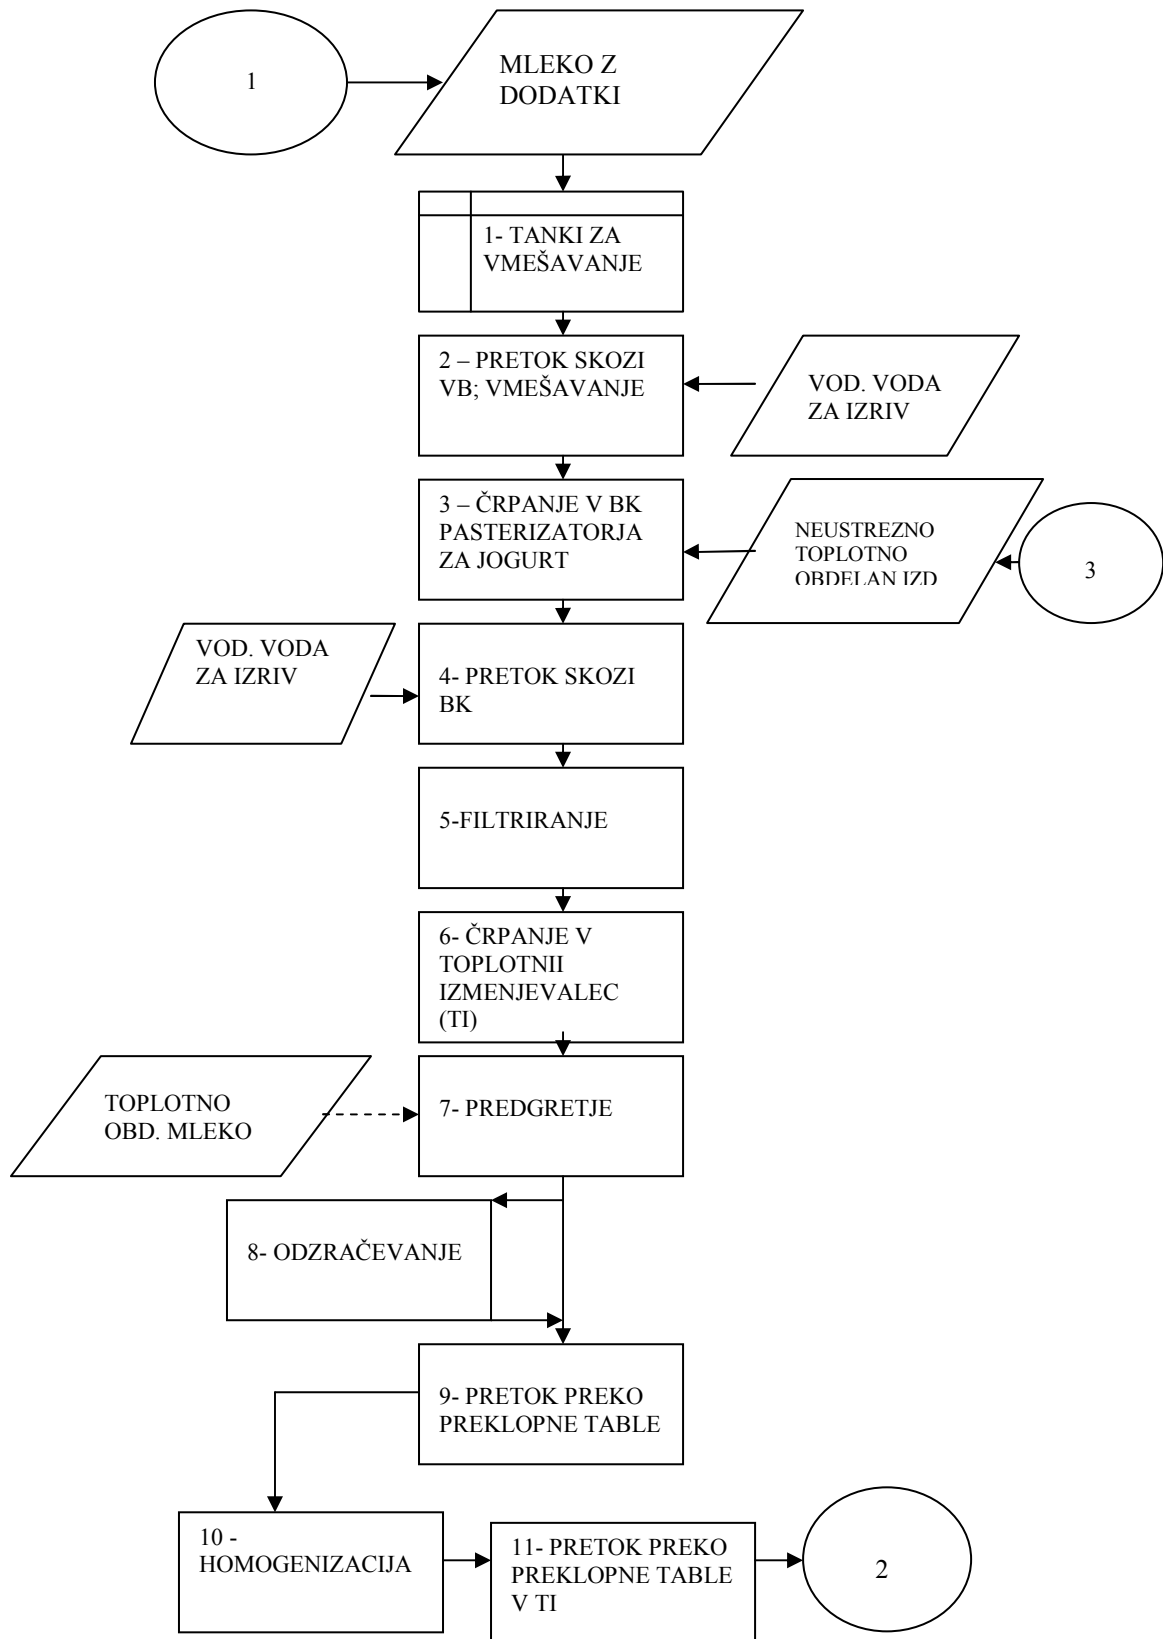 1
MLEKO Z
DODATKI
1- TANKI ZA
VMEŠAVANJE
2 – PRETOK SKOZI
VB; VMEŠAVANJE
VOD. VODA
ZA IZRIV
3 – ČRPANJE V BK
PASTERIZATORJA
ZA JOGURT
NEUSTREZNO
TOPLOTNO
OBDELAN IZD
3
VOD. VODA
ZA IZRIV
4- PRETOK SKOZI
BK
5-FILTRIRANJE
6- ČRPANJE V
TOPLOTNII
IZMENJEVALEC
(TI)
TOPLOTNO
OBD. MLEKO
7- PREDGRETJE
8- ODZRAČEVANJE
9- PRETOK PREKO
PREKLOPNE TABLE
10 -
HOMOGENIZACIJA
11- PRETOK PREKO
PREKLOPNE TABLE
V TI
2